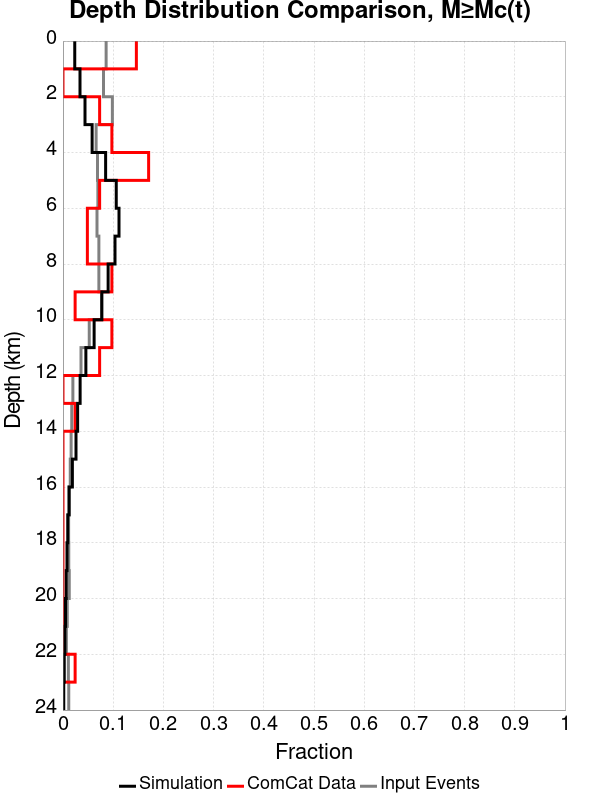 Depth Distribution Comparison, M≥Mc(t)
0
2
4
6
8
10
12
14
16
18
20
22
24
Depth (km)
0 0.1 0.2 0.3 0.4 0.5 0.6 0.7 0.8 0.9 1
Fraction
Simulation ComCat Data Input Events